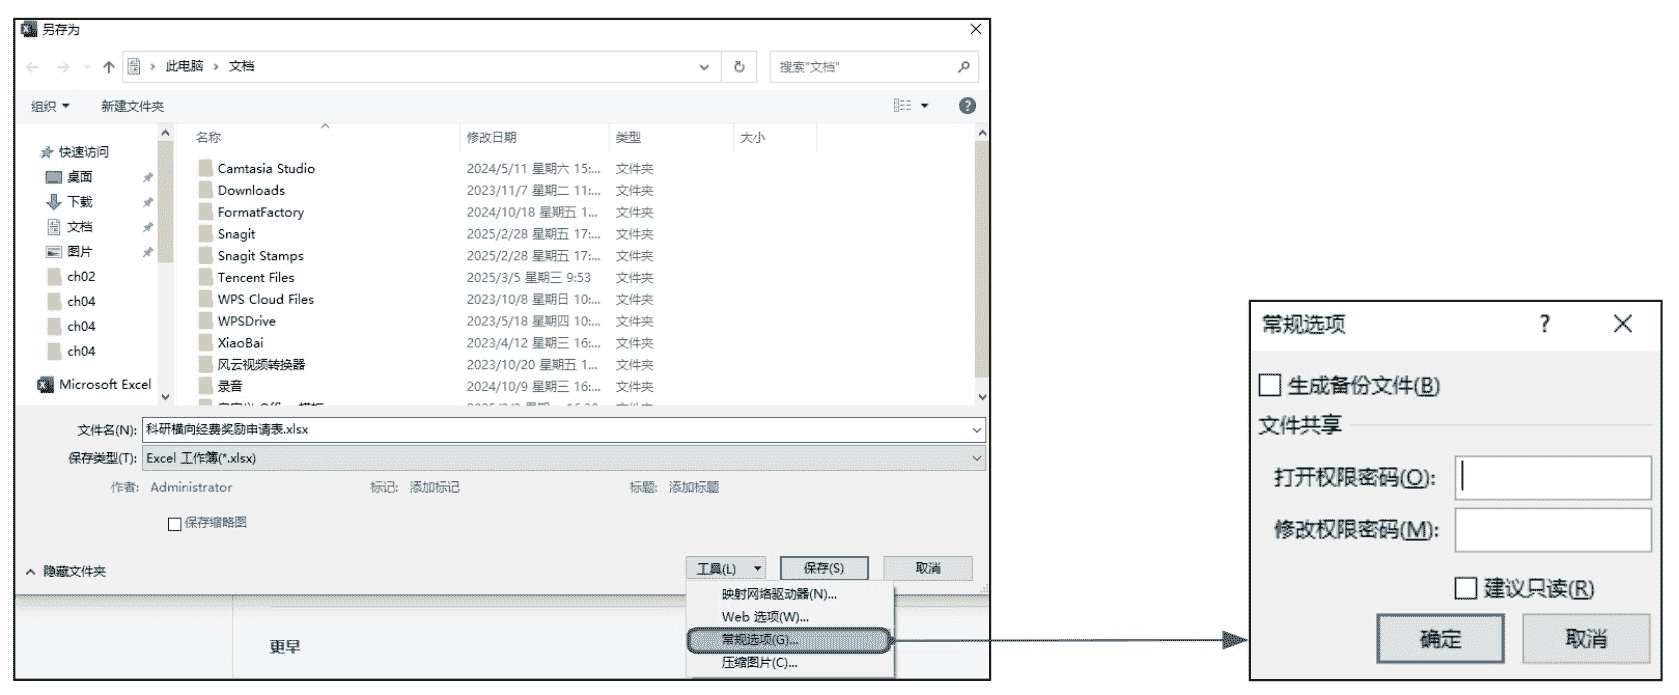 另存为
此电脑 › 文档
搜索"文档"
组织
新建文件夹
名称
修改日期
类型
大小
快速访问
桌面
下载
文档
图片
ch02
ch04
ch04
ch04
Microsoft Excel
Camtasia Studio 2024/5/11 星期六 15:... 文件夹
Downloads 2023/11/7 星期二 11:... 文件夹
FormatFactory 2024/10/18 星期五 1... 文件夹
Snagit 2025/2/28 星期五 17:... 文件夹
Snagit Stamps 2025/2/28 星期五 17:... 文件夹
Tencent Files 2025/3/5 星期三 9:53 文件夹
WPS Cloud Files 2023/10/8 星期日 10:... 文件夹
WPSDrive 2023/5/18 星期四 10:... 文件夹
XiaoBai 2023/4/12 星期三 16:... 文件夹
风云视频转换器 2023/10/20 星期五 1... 文件夹
录音 2024/10/9 星期三 16:... 文件夹
文件名(N): 科研横向经费奖励申请表.xlsx
保存类型(T): Excel 工作簿(*.xlsx)
作者: Administrator 标记: 添加标记 标题: 添加标题
保存缩略图
隐藏文件夹
工具(L) 保存(S) 取消
映射网络驱动器(N)...
Web 选项(W)...
常规选项(G)...
压缩图片(C)...
更早
常规选项 ?
生成备份文件(B)
文件共享
打开权限密码(O):
修改权限密码(M):
建议只读(R)
确定 取消